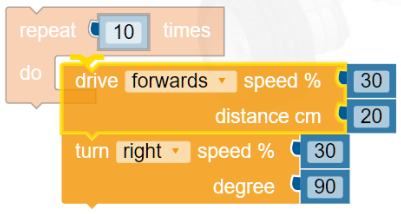 repeat 10 times
do
drive forwards speed % 30
distance cm 20
turn right speed % 30
degree 90